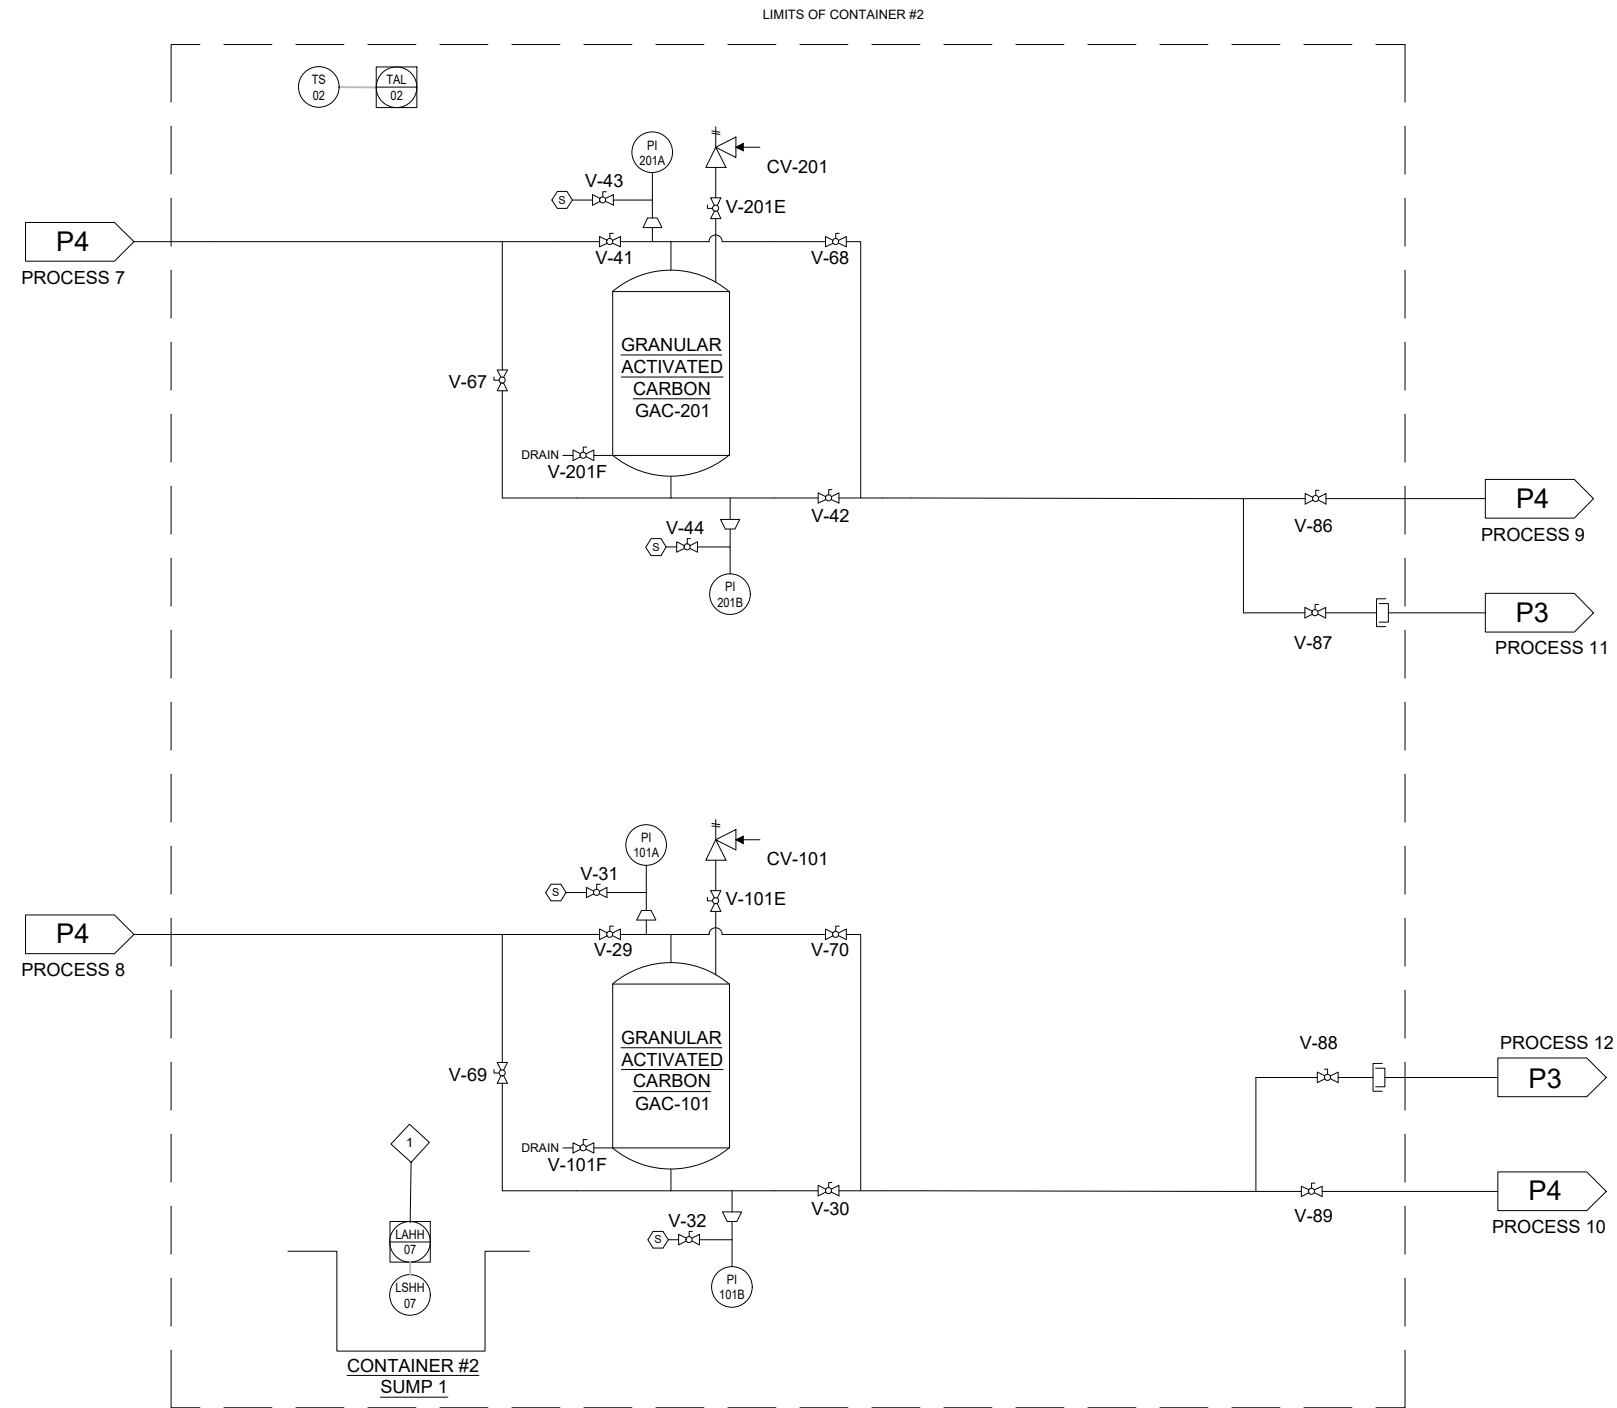 LIMITS OF CONTAINER #2
TS
02
TAL
02
PI
201A
CV-201
V-43
S
V-201E
P4
PROCESS 7
V-41
V-68
GRANULAR
ACTIVATED
CARBON
GAC-201
V-67
DRAIN
V-201F
V-42
V-44
S
PI
201B
V-86
P4
PROCESS 9
V-87
P3
PROCESS 11
PI
101A
CV-101
V-31
S
V-101E
P4
PROCESS 8
V-29
V-70
GRANULAR
ACTIVATED
CARBON
GAC-101
V-69
DRAIN
V-101F
V-30
V-32
S
PI
101B
V-88
PROCESS 12
P3
V-89
P4
PROCESS 10
1
LAHH
07
LSHH
07
CONTAINER #2
SUMP 1